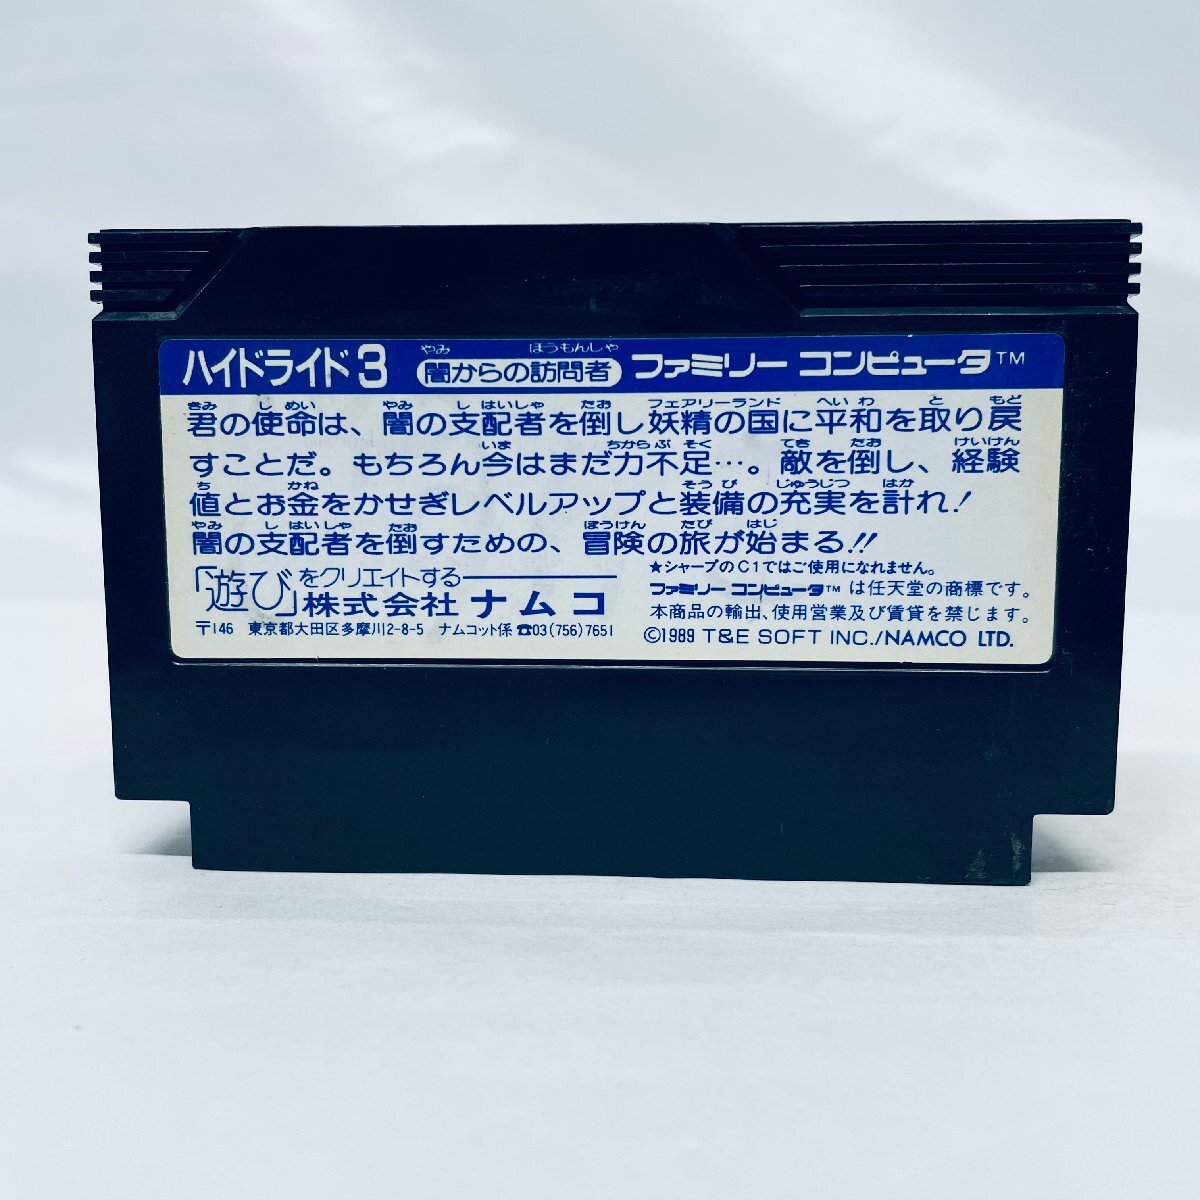 ハイドライド3 闇からの訪問者 ファミリー コンピュータ™
やみ ほうもんしゃ
きみ しめい やみ しはいしゃ たお フェアリーランド へいわ と もど
君の使命は、闇の支配者を倒し妖精の国に平和を取り戻
いま ちからぶそく てき たお けいけん
すことだ。もちろん今はまだ力不足…。敵を倒し、経験
ち かね そうび じゅうじつ はか
値とお金をかせぎレベルアップと装備の充実を計れ!
やみ しはいしゃ たお ぼうけん たび はじ
闇の支配者を倒すための、冒険の旅が始まる!!
「遊び」をクリエイトする
株式会社 ナムコ
〒146 東京都大田区多摩川2-8-5 ナムコット係 ☎03(756)7651
★シャープのC1ではご使用になれません。
ファミリー コンピュータ™ は任天堂の商標です。
本商品の輸出、使用営業及び賃貸を禁じます。
©1989 T&E SOFT INC./NAMCO LTD.